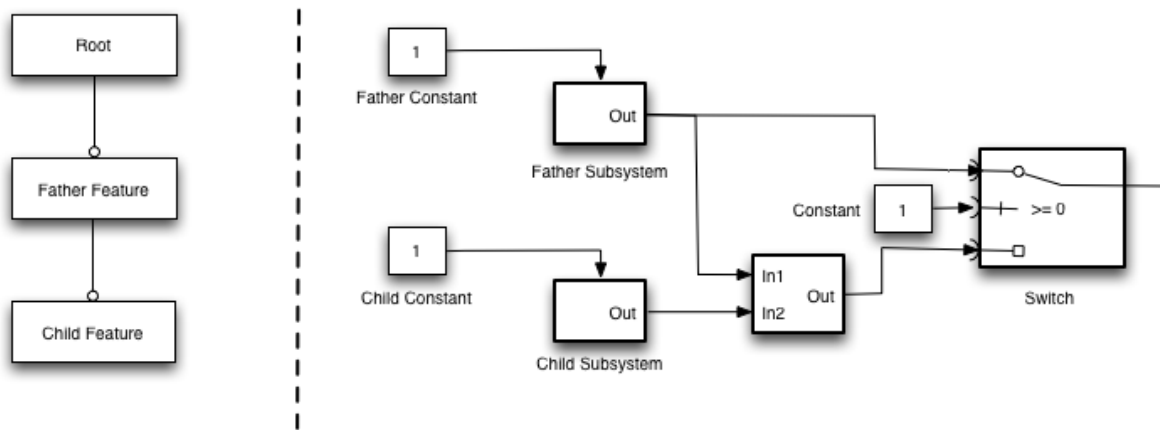 Root
Father Feature
Child Feature
1
Father Constant
Out
Father Subsystem
1
Child Constant
Out
Child Subsystem
In1
In2
Out
Constant
1
>= 0
Switch